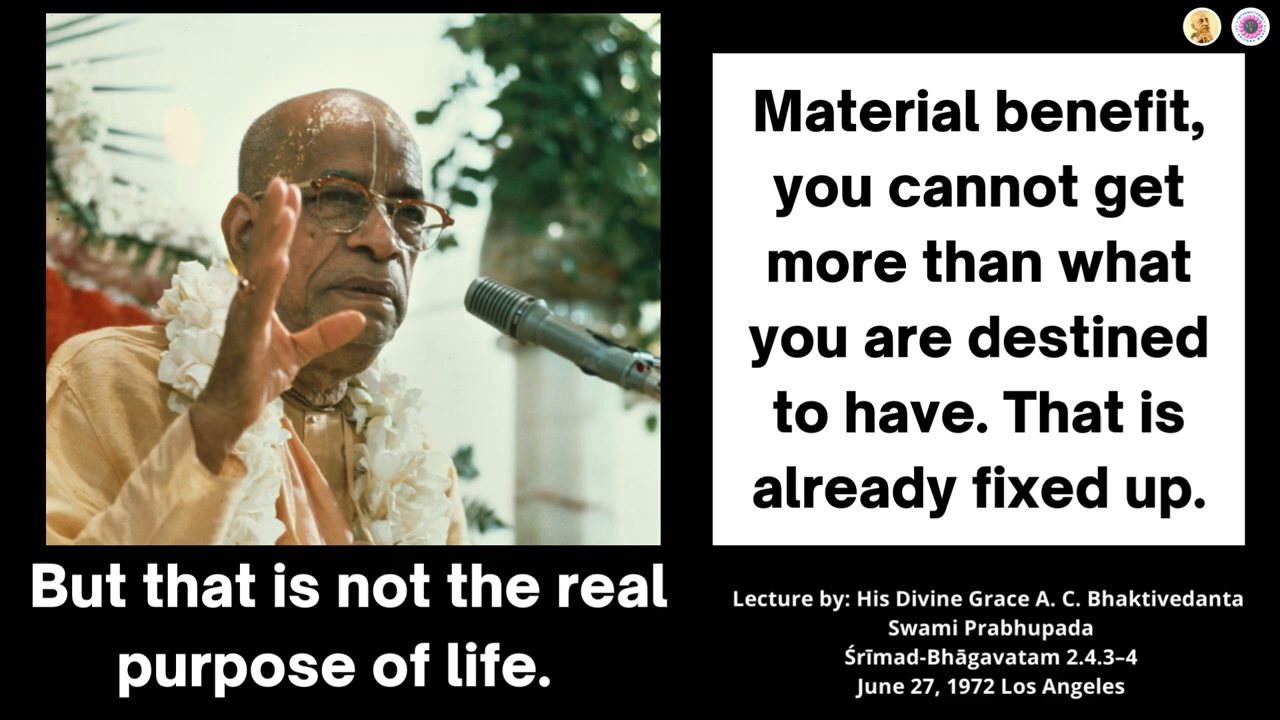 Material benefit,
you cannot get
more than what
you are destined
to have. That is
already fixed up.
But that is not the real
purpose of life.
Lecture by: His Divine Grace A. C. Bhaktivedanta
Swami Prabhupada
Śrīmad-Bhāgavatam 2.4.3–4
June 27, 1972 Los Angeles